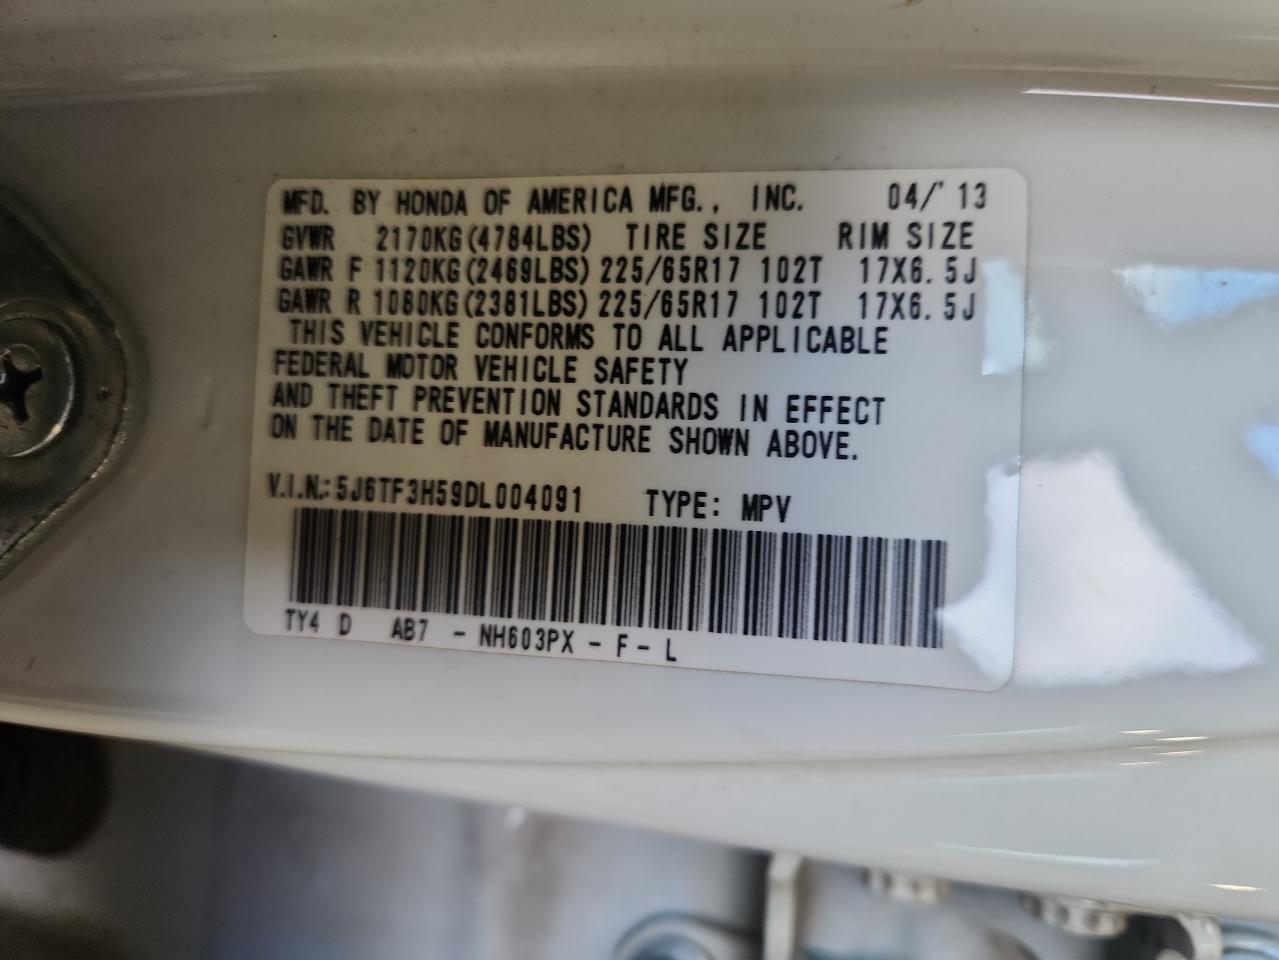 MFD. BY HONDA OF AMERICA MFG., INC. 04/'13
GVWR 2170KG(4784LBS) TIRE SIZE RIM SIZE
GAWR F 1120KG(2469LBS) 225/65R17 102T 17X6.5J
GAWR R 1080KG(2381LBS) 225/65R17 102T 17X6.5J
THIS VEHICLE CONFORMS TO ALL APPLICABLE
FEDERAL MOTOR VEHICLE SAFETY
AND THEFT PREVENTION STANDARDS IN EFFECT
ON THE DATE OF MANUFACTURE SHOWN ABOVE.
V.I.N.: 5J6TF3H59DL004091 TYPE: MPV
TY4 D AB7 - NH603PX - F - L